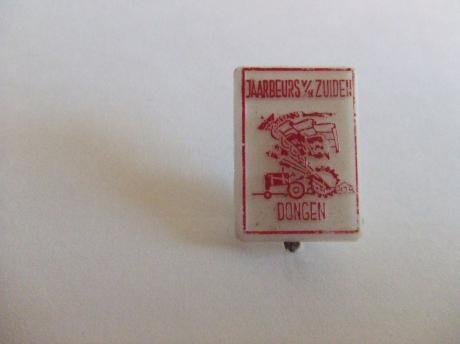 JAARBEURS V/H ZUIDEN
DONGEN